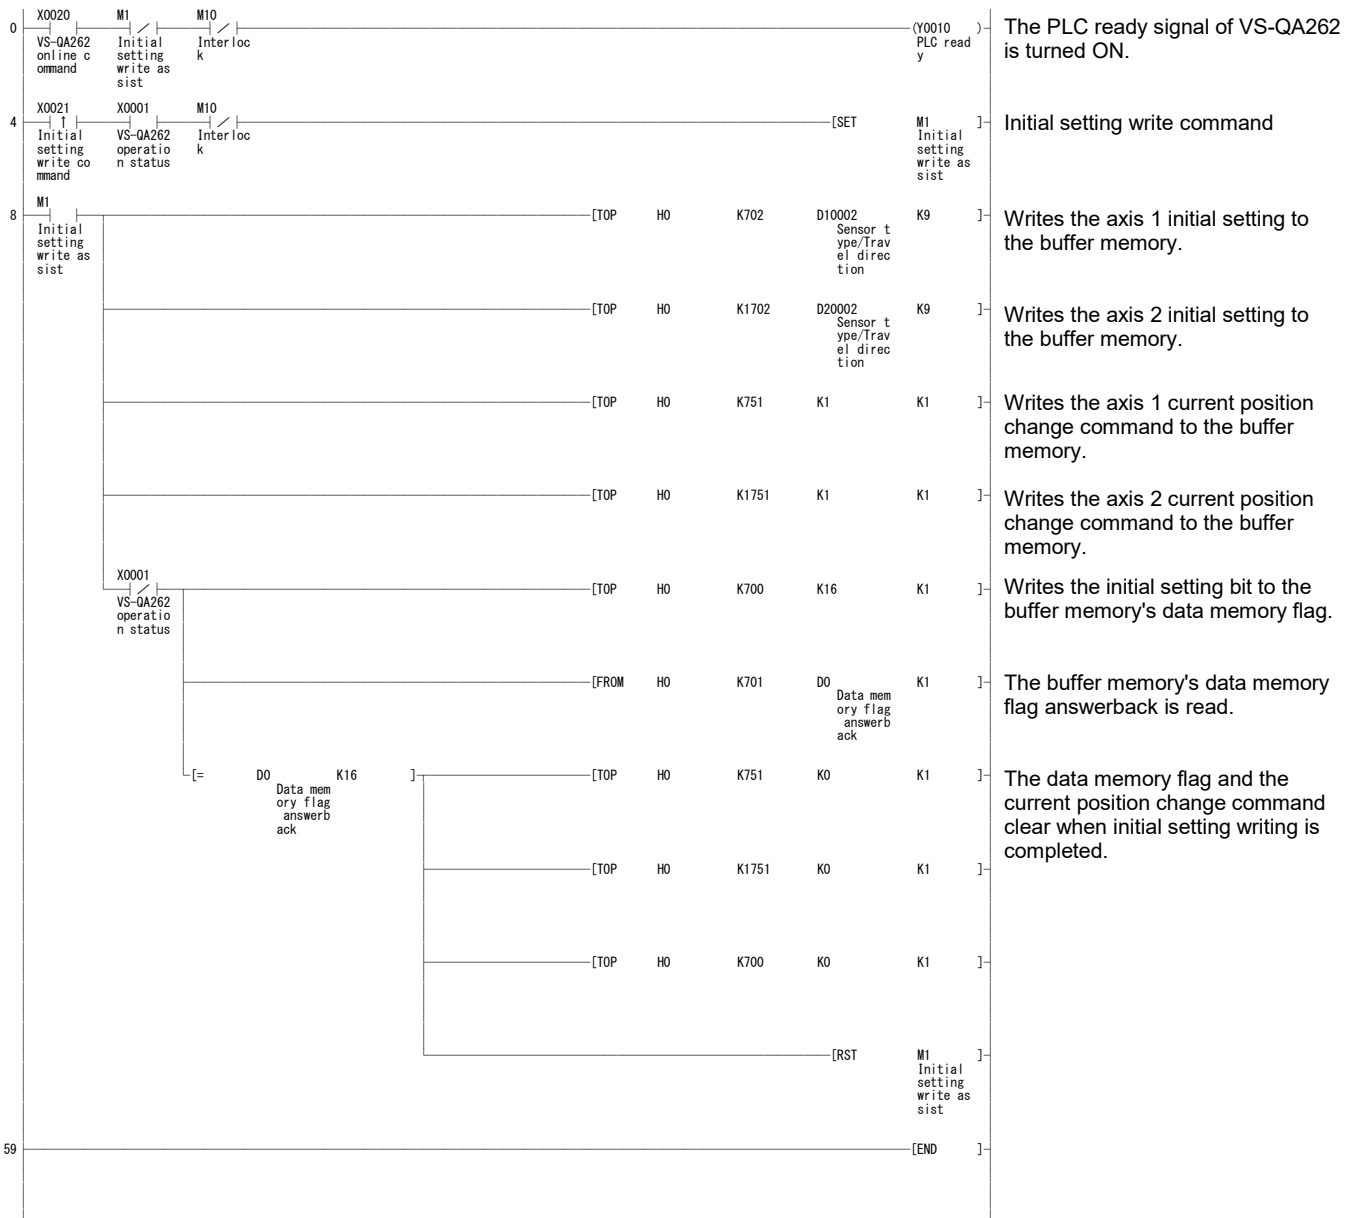 X0020 M1 M10
0 (Y0010 ) The PLC ready signal of VS-QA262
VS-QA262 Initial Interloc PLC read is turned ON.
online c setting k y
ommand write as
sist
X0021 X0001 M10
4 ↑ [SET M1 ] Initial setting write command
Initial VS-QA262 Interloc Initial
setting operatio k setting
write co n status write as
mmand sist
M1
8 [TOP H0 K702 D10002 K9 ] Writes the axis 1 initial setting to
Initial Sensor t the buffer memory.
setting ype/Trav
write as el direc
sist tion
[TOP H0 K1702 D20002 K9 ] Writes the axis 2 initial setting to
Sensor t the buffer memory.
ype/Trav
el direc
tion
[TOP H0 K751 K1 K1 ] Writes the axis 1 current position
change command to the buffer
memory.
[TOP H0 K1751 K1 K1 ] Writes the axis 2 current position
change command to the buffer
memory.
X0001
[TOP H0 K700 K16 K1 ] Writes the initial setting bit to the
VS-QA262 buffer memory's data memory flag.
operatio
n status
[FROM H0 K701 D0 K1 ] The buffer memory's data memory
Data mem flag answerback is read.
ory flag
answerb
ack
[= D0 K16 ] [TOP H0 K751 K0 K1 ] The data memory flag and the
Data mem current position change command
ory flag clear when initial setting writing is
answerb completed.
ack
[TOP H0 K1751 K0 K1 ]
[TOP H0 K700 K0 K1 ]
[RST M1 ]
Initial
setting
write as
sist
59 [END ]